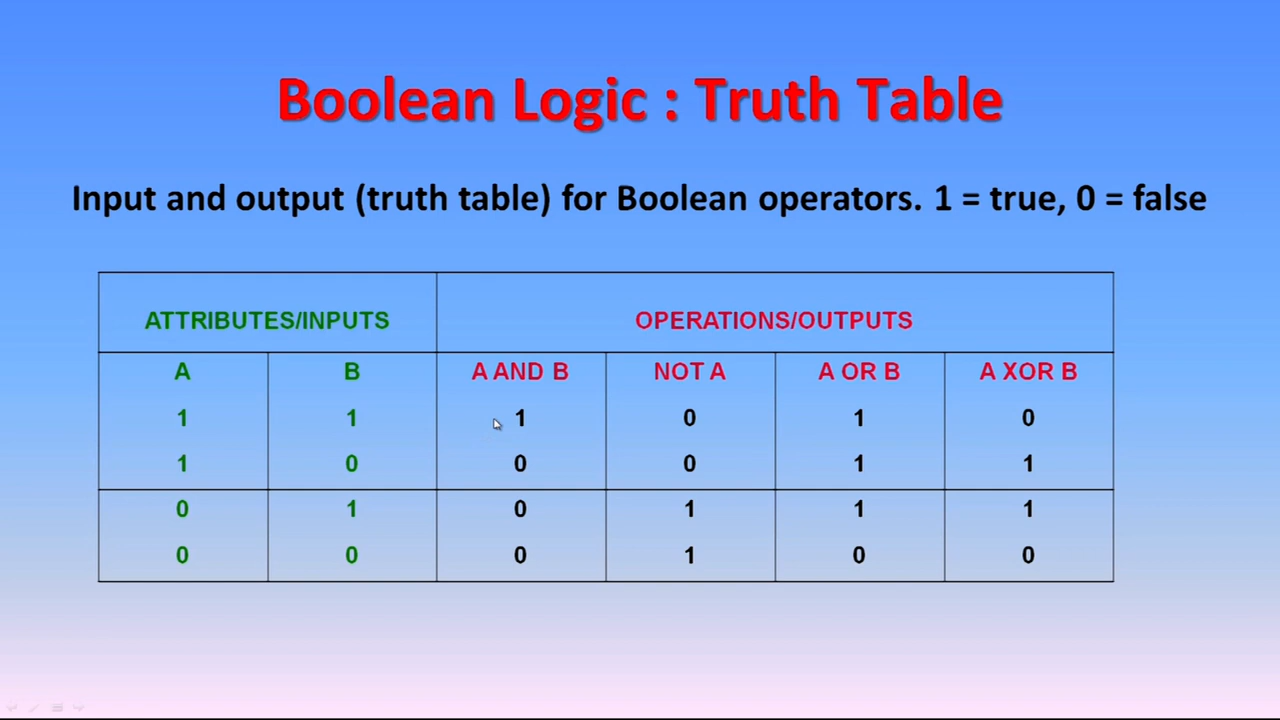 Boolean Logic : Truth Table
Input and output (truth table) for Boolean operators. 1 = true, 0 = false
ATTRIBUTES/INPUTS OPERATIONS/OUTPUTS
A B A AND B NOT A A OR B A XOR B
1 1 1 0 1 0
1 0 0 0 1 1
0 1 0 1 1 1
0 0 0 1 0 0